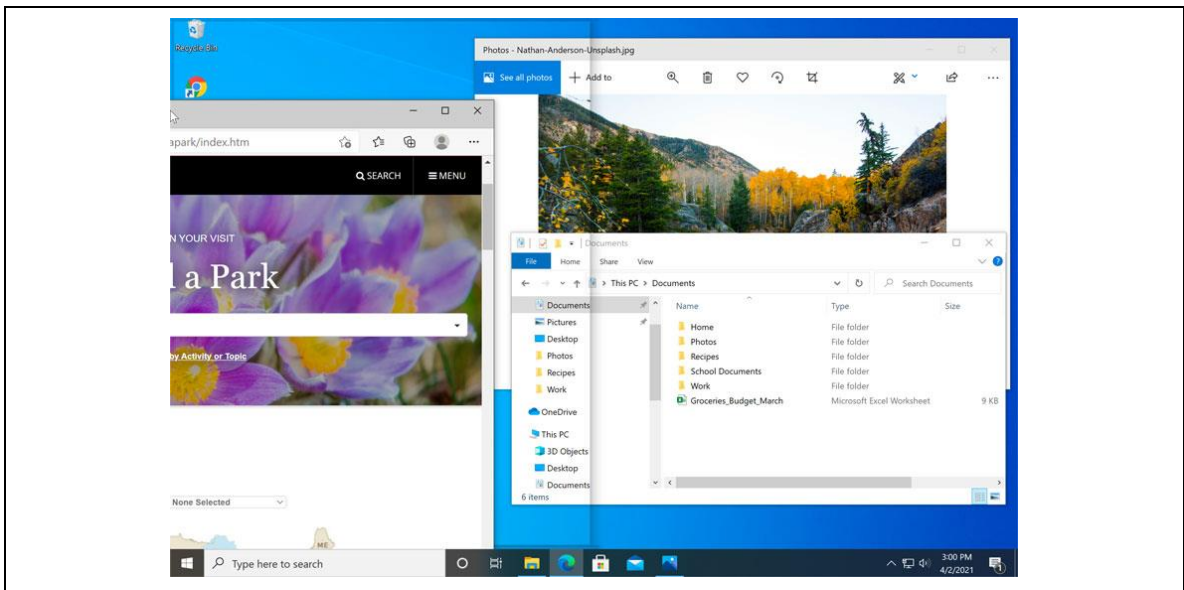 Recycle Bin
Photos - Nathan-Anderson-Unsplash.jpg
See all photos
Add to
apark/index.htm
SEARCH
MENU
N YOUR VISIT
l a Park
by Activity or Topic
None Selected
ME
Documents
File Home Share View
This PC > Documents
Search Documents
Documents
Pictures
Desktop
Photos
Recipes
Work
OneDrive
This PC
3D Objects
Desktop
Documents
Name Type Size
Home File folder
Photos File folder
Recipes File folder
School Documents File folder
Work File folder
Groceries_Budget_March Microsoft Excel Worksheet 9 KB
6 items
Type here to search
3:00 PM
4/2/2021
1